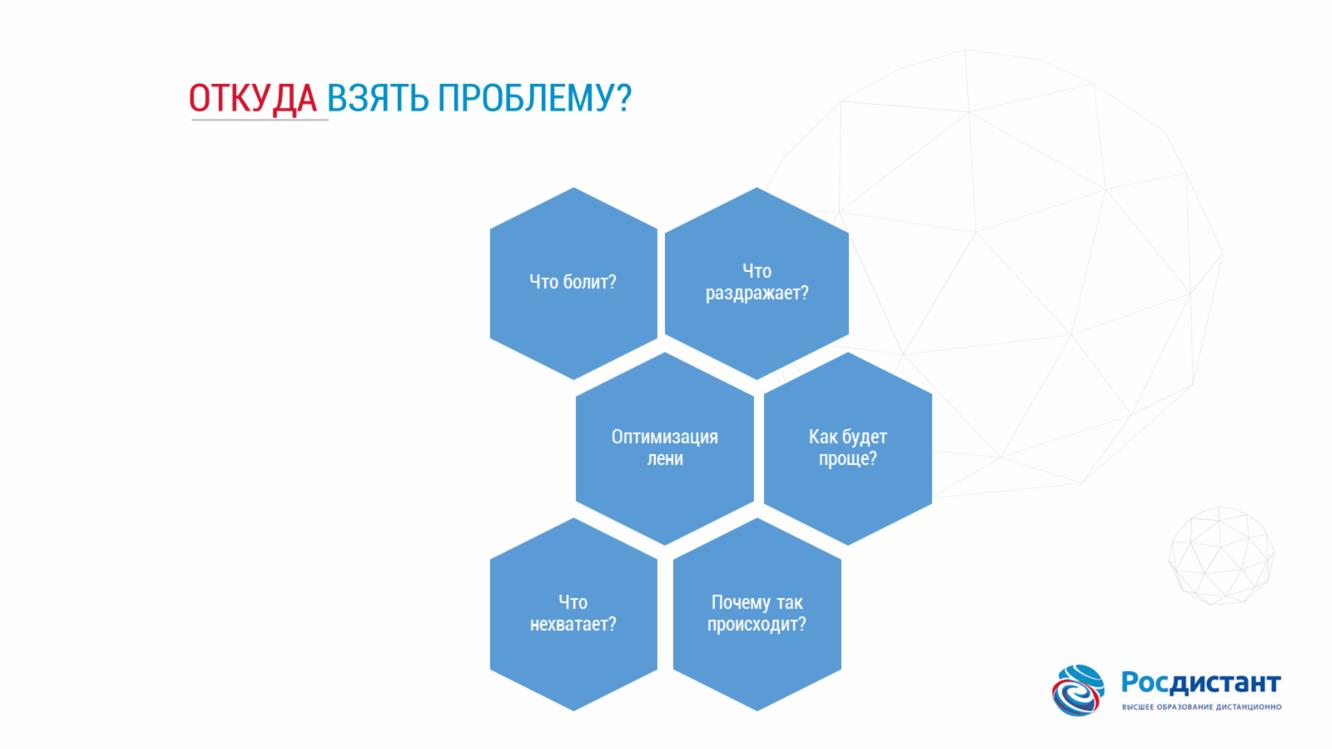 ОТКУДА ВЗЯТЬ ПРОБЛЕМУ?
Что болит?
Что
раздражает?
Оптимизация
лени
Как будет
проще?
Что
нехватает?
Почему так
происходит?
Росдистант
ВЫСШЕЕ ОБРАЗОВАНИЕ ДИСТАНЦИОННО